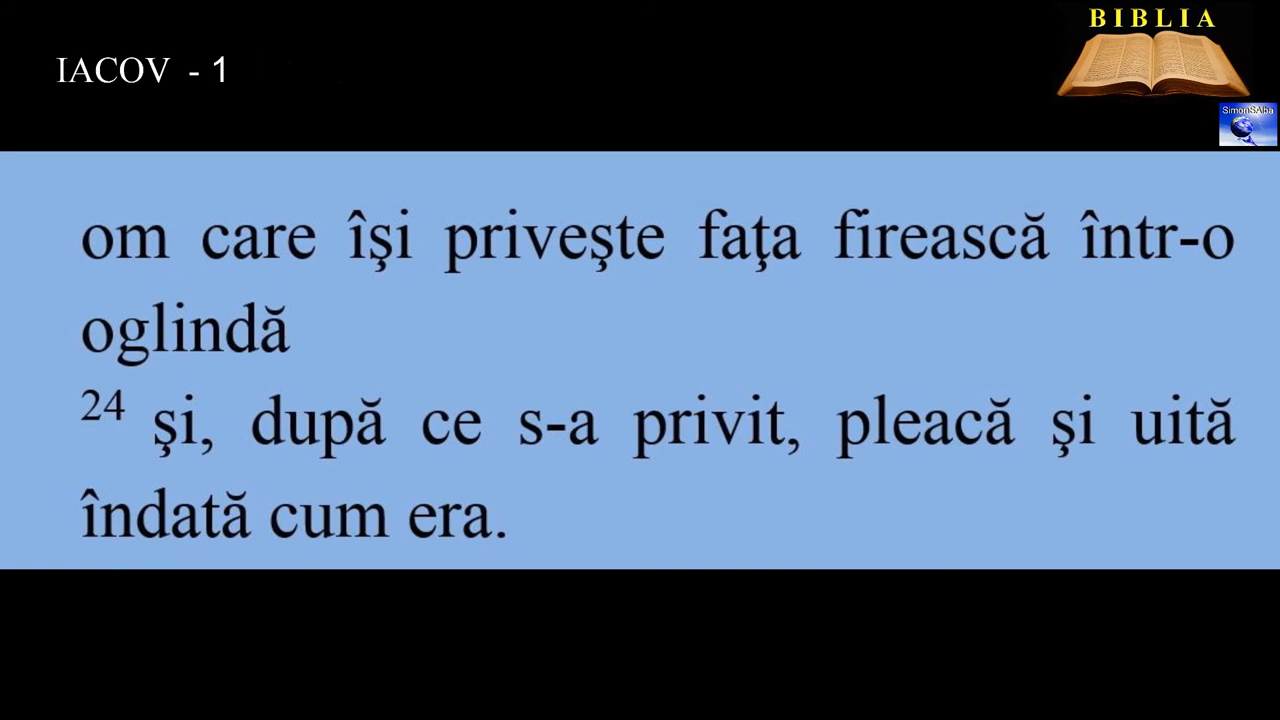 BIBLIA
IACOV - 1
SimonSAlba
om care îşi priveşte faţa firească într-o
oglindă
24 şi, după ce s-a privit, pleacă şi uită
îndată cum era.